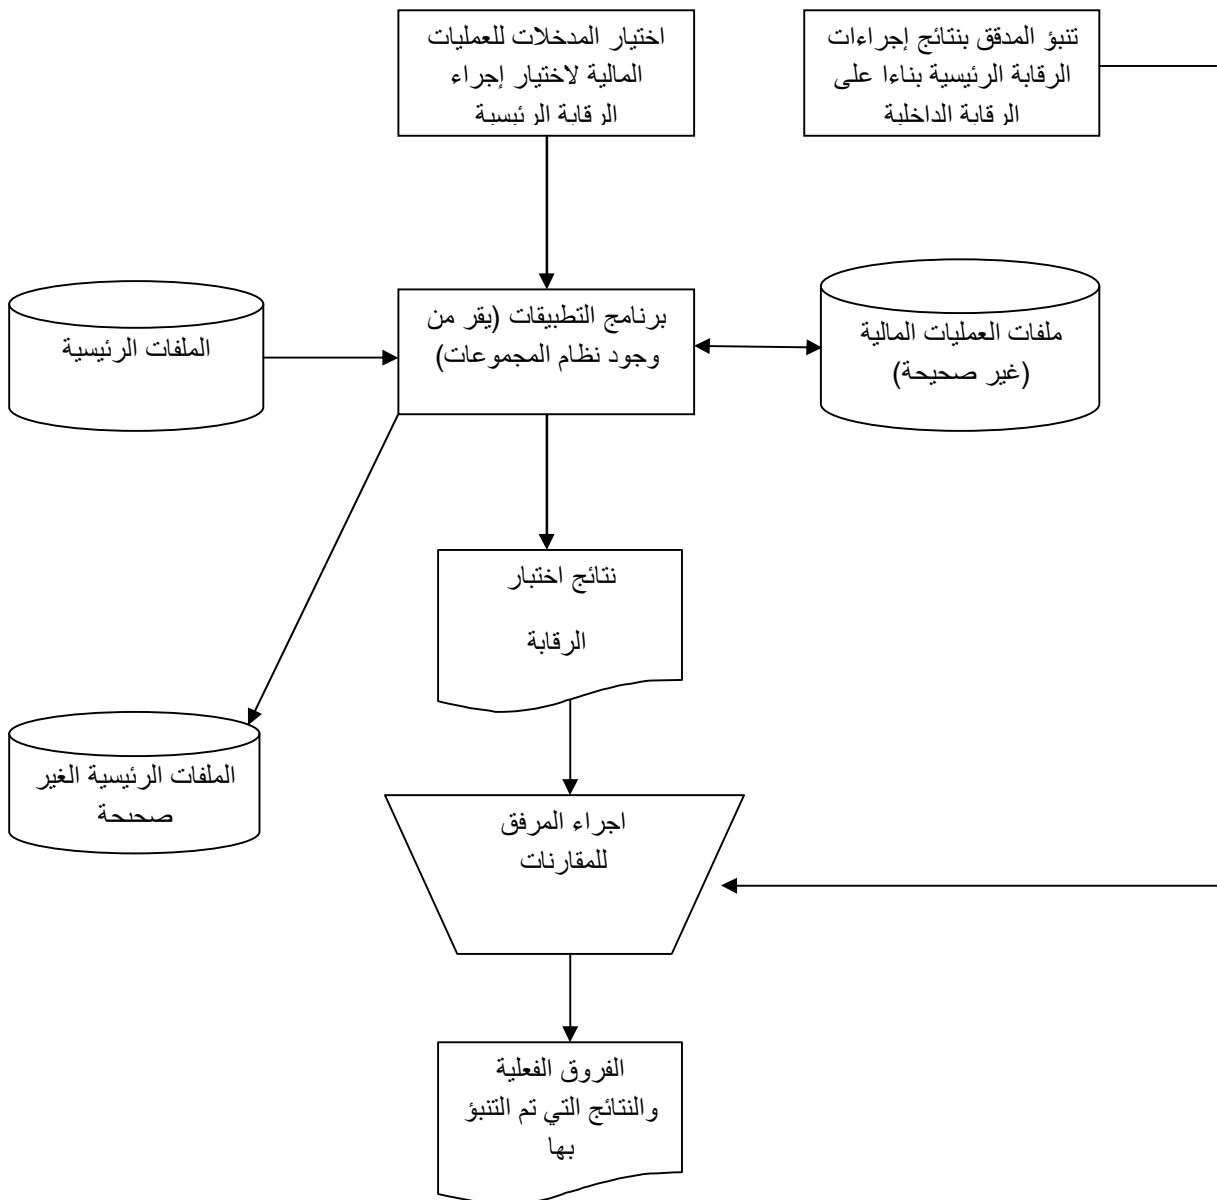 اختيار المدخلات للعمليات
المالية لاختيار إجراء
الرقابة الرئيسية
تنبؤ المدقق بنتائج إجراءات
الرقابة الرئيسية بناءا على
الرقابة الداخلية
الملفات الرئيسية
برنامج التطبيقات (يقر من
وجود نظام المجموعات)
ملفات العمليات المالية
(غير صحيحة)
نتائج اختبار
الرقابة
الملفات الرئيسية الغير
صحيحة
اجراء المرفق
للمقارنات
الفروق الفعلية
والنتائج التي تم التنبؤ
بها